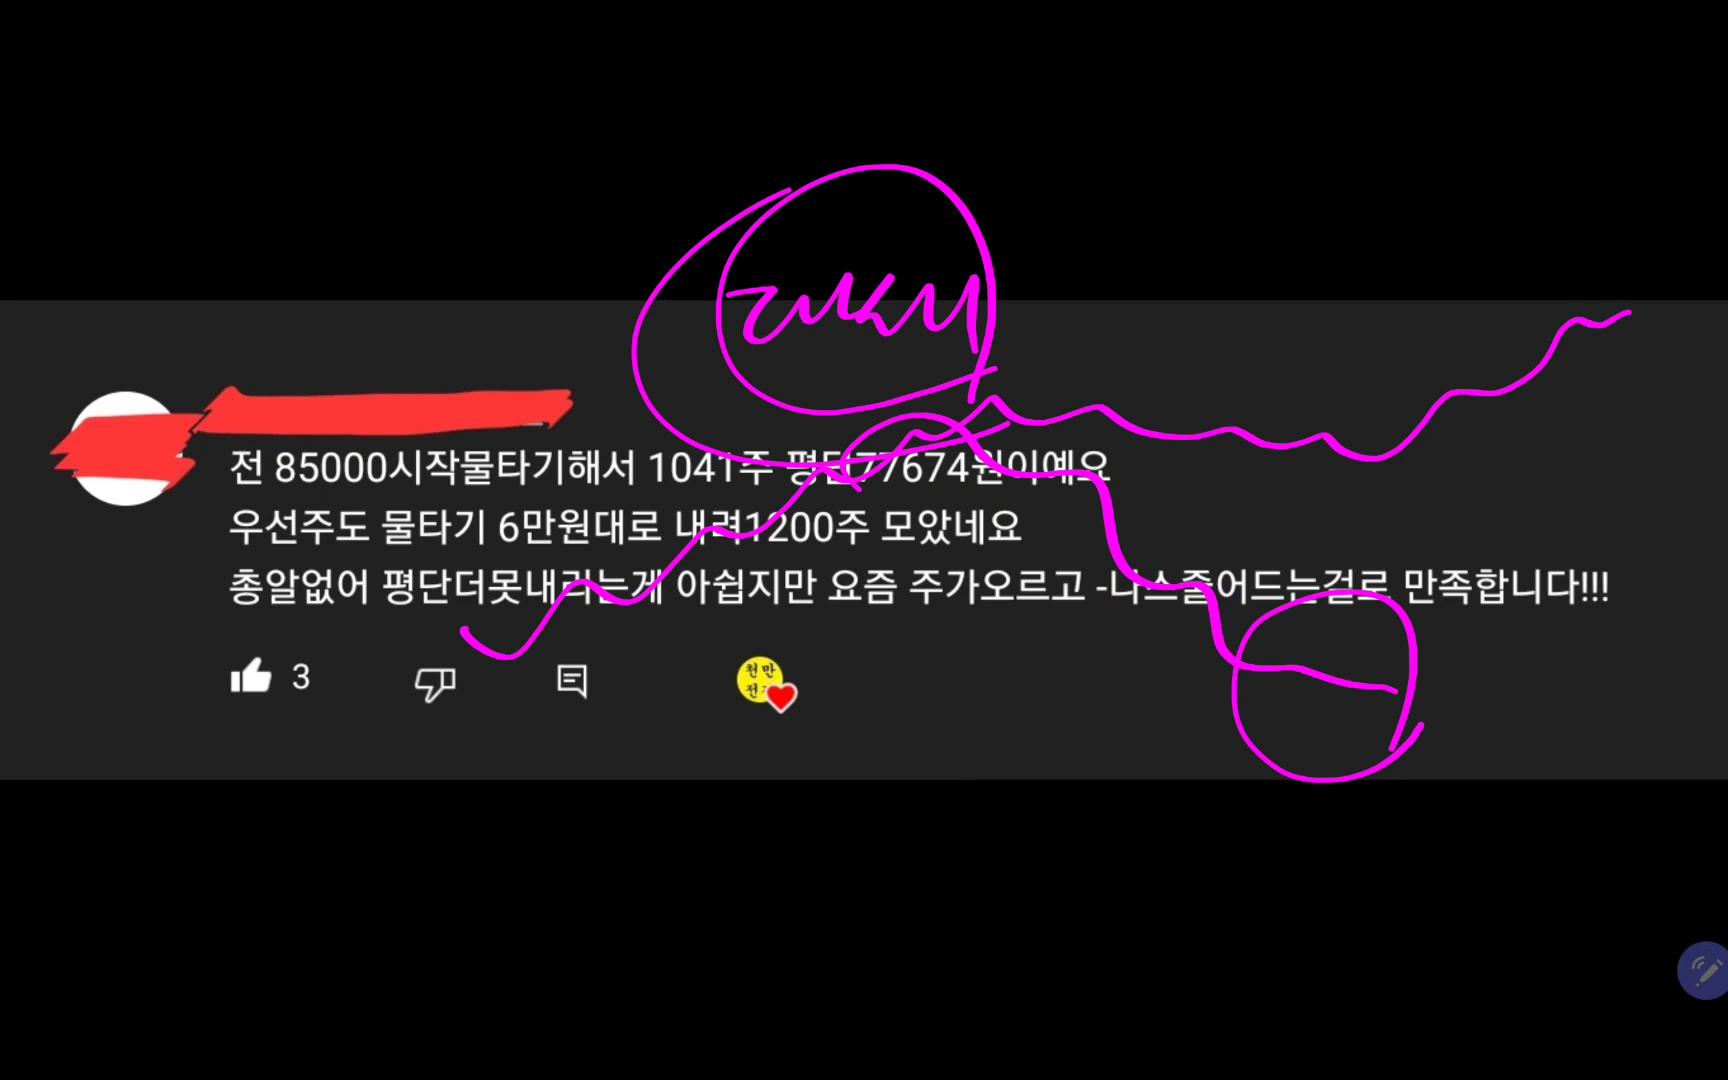 전 85000시작물타기해서 1041주 평단77674원이예요
우선주도 물타기 6만원대로 내려1200주 모았네요
총알없어 평단더못내리는게 아쉽지만 요즘 주가오르고 -나스줄어드는걸로 만족합니다!!!
3
천만